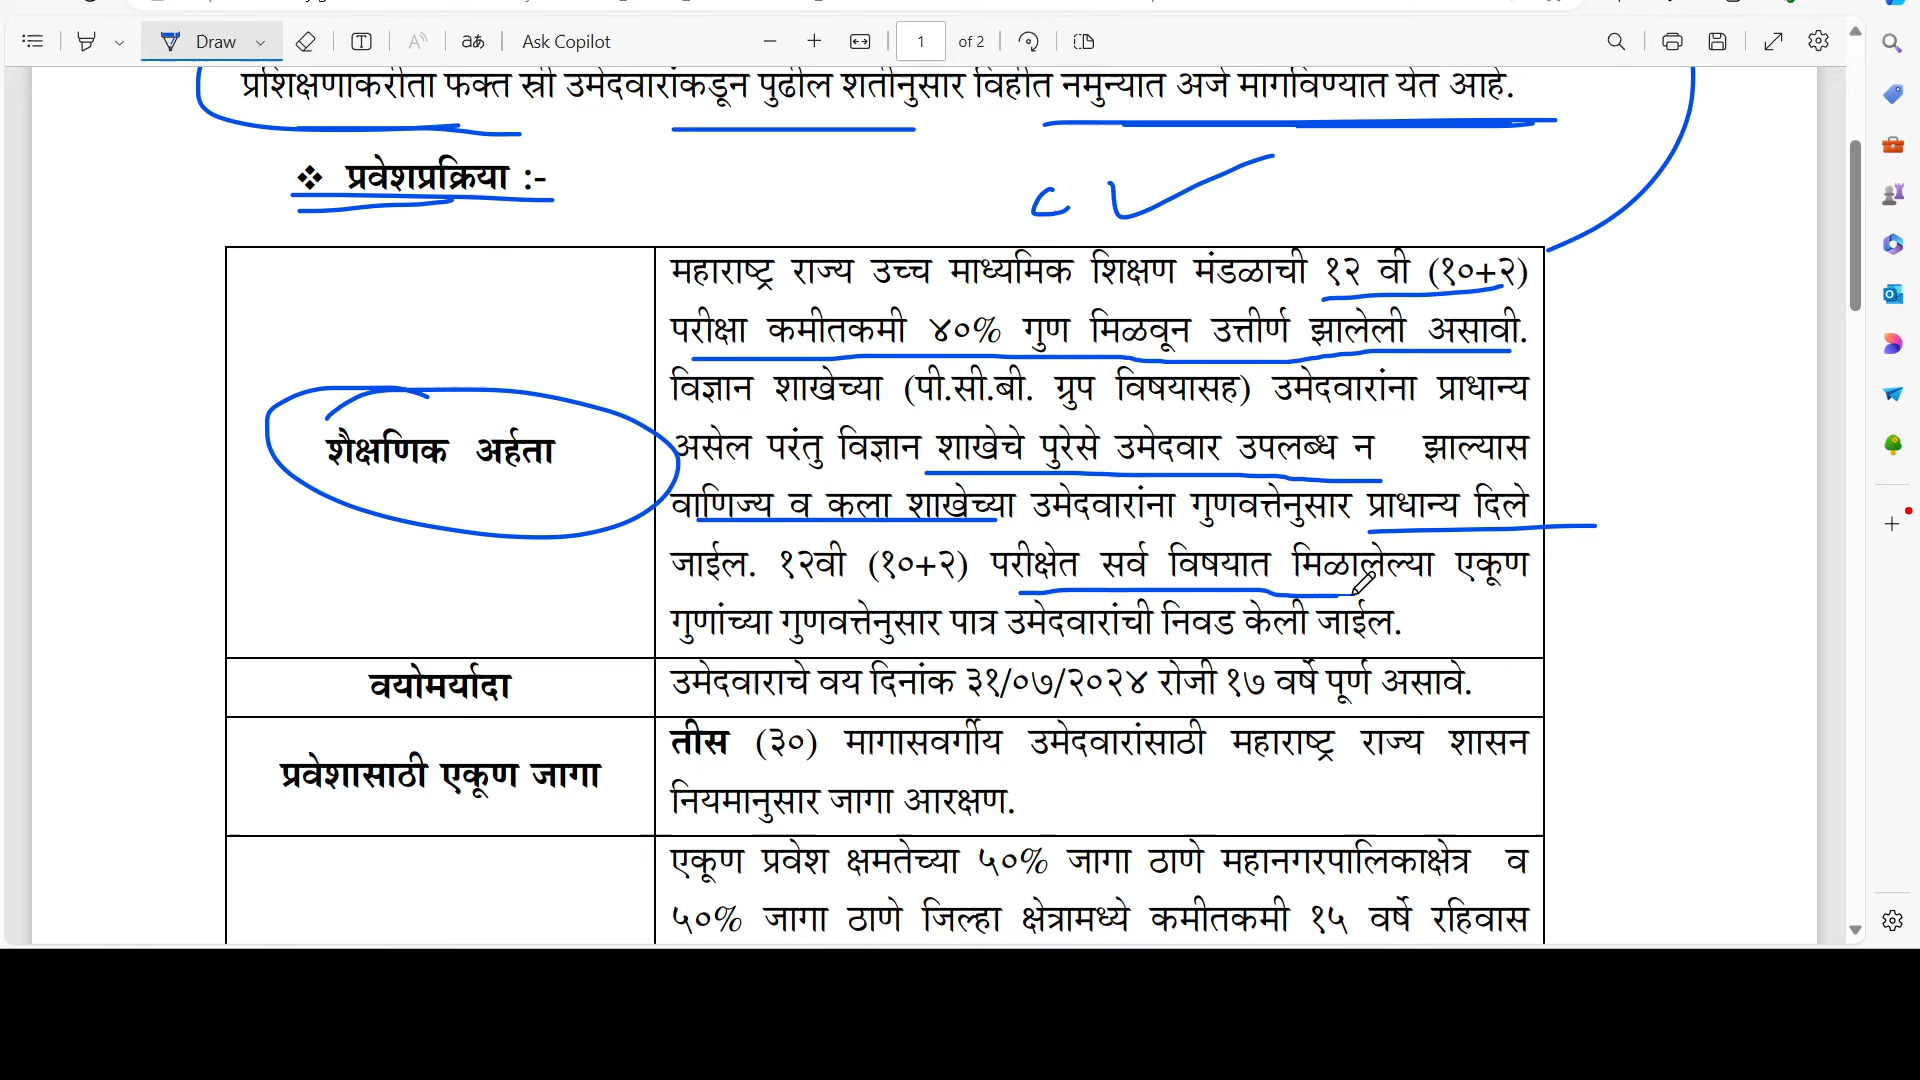 Draw
aあ
Ask Copilot
1 of 2
प्रशिक्षणाकरीता फक्त स्त्री उमेदवारांकडून पुढील शर्तीनुसार विहीत नमुन्यात अर्ज मागविण्यात येत आहे.
❖ प्रवेशप्रक्रिया :-
शैक्षणिक अर्हता
महाराष्ट्र राज्य उच्च माध्यमिक शिक्षण मंडळाची १२ वी (१०+२)
परीक्षा कमीतकमी ४०% गुण मिळवून उत्तीर्ण झालेली असावी.
विज्ञान शाखेच्या (पी.सी.बी. ग्रुप विषयासह) उमेदवारांना प्राधान्य
असेल परंतु विज्ञान शाखेचे पुरेसे उमेदवार उपलब्ध न झाल्यास
वाणिज्य व कला शाखेच्या उमेदवारांना गुणवत्तेनुसार प्राधान्य दिले
जाईल. १२वी (१०+२) परीक्षेत सर्व विषयात मिळालेल्या एकूण
गुणांच्या गुणवत्तेनुसार पात्र उमेदवारांची निवड केली जाईल.
वयोमर्यादा
उमेदवाराचे वय दिनांक ३१/०७/२०२४ रोजी १७ वर्षे पूर्ण असावे.
प्रवेशासाठी एकूण जागा
तीस (३०) मागासवर्गीय उमेदवारांसाठी महाराष्ट्र राज्य शासन
नियमानुसार जागा आरक्षण.
एकूण प्रवेश क्षमतेच्या ५०% जागा ठाणे महानगरपालिकाक्षेत्र व
५०% जागा ठाणे जिल्हा क्षेत्रामध्ये कमीतकमी १५ वर्षे रहिवास